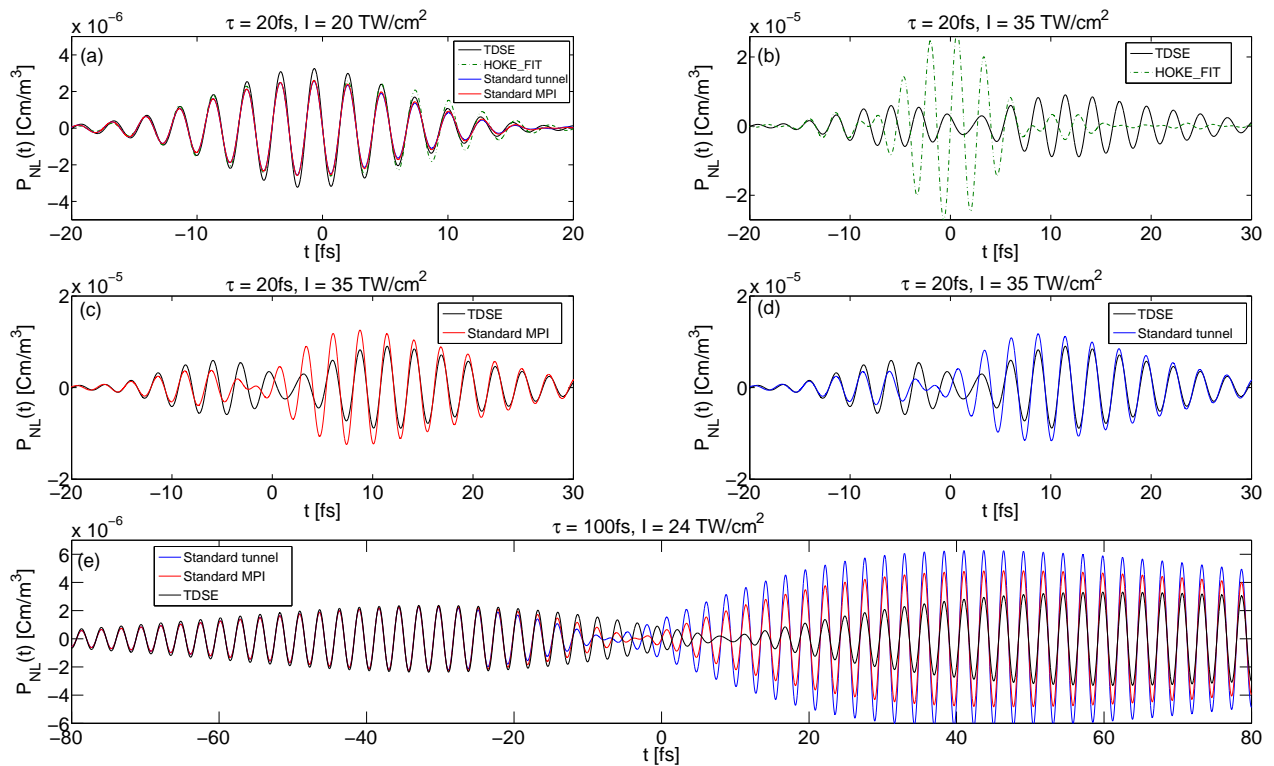 x 10⁻⁶
τ = 20fs, I = 20 TW/cm²
(a)
TDSE
HOKE_FIT
Standard tunnel
Standard MPI
P_NL(t) [Cm/m³]
4
2
0
−2
−4
−20 −10 0 10 20
t [fs]
x 10⁻⁵
τ = 20fs, I = 35 TW/cm²
(b)
TDSE
HOKE_FIT
P_NL(t) [Cm/m³]
2
0
−2
−20 −10 0 10 20 30
t [fs]
x 10⁻⁵
τ = 20fs, I = 35 TW/cm²
(c)
TDSE
Standard MPI
P_NL(t) [Cm/m³]
2
0
−2
−20 −10 0 10 20 30
t [fs]
x 10⁻⁵
τ = 20fs, I = 35 TW/cm²
(d)
TDSE
Standard tunnel
P_NL(t) [Cm/m³]
2
0
−2
−20 −10 0 10 20 30
t [fs]
x 10⁻⁶
τ = 100fs, I = 24 TW/cm²
(e)
Standard tunnel
Standard MPI
TDSE
P_NL(t) [Cm/m³]
6
4
2
0
−2
−4
−6
−80 −60 −40 −20 0 20 40 60 80
t [fs]